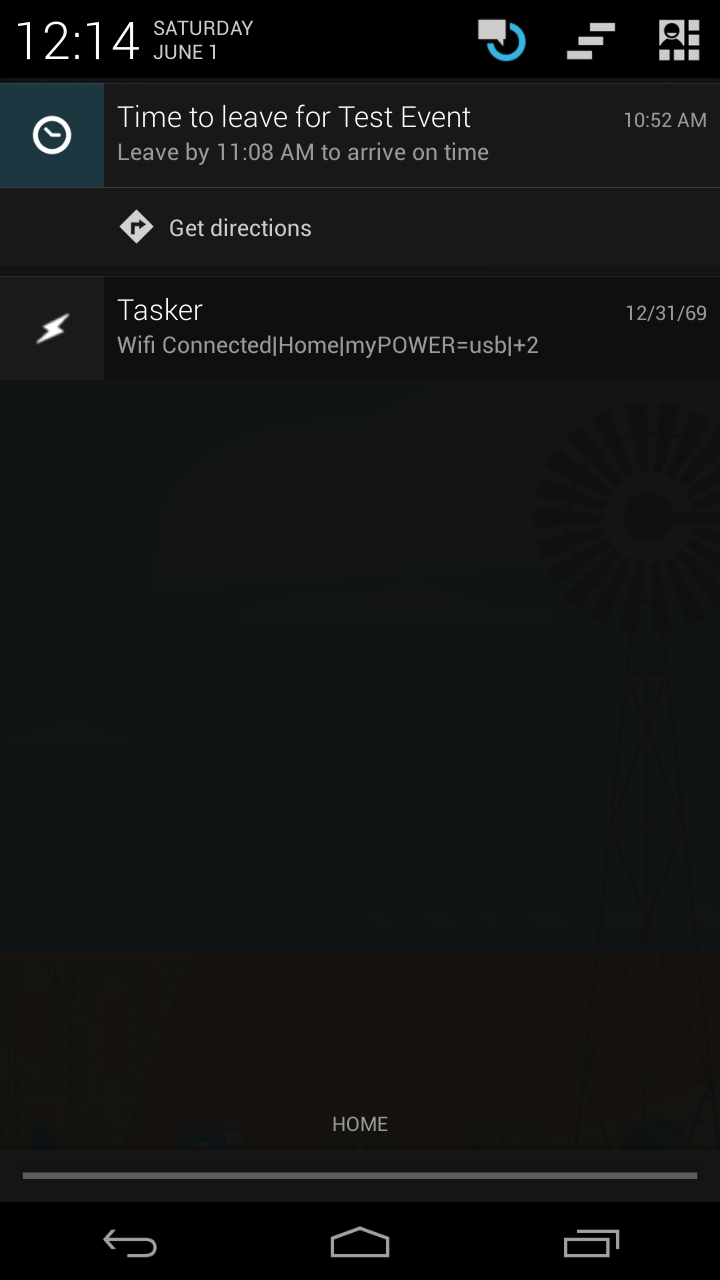 12:14
SATURDAY
JUNE 1
Time to leave for Test Event
10:52 AM
Leave by 11:08 AM to arrive on time
Get directions
Tasker
12/31/69
Wifi Connected|Home|myPOWER=usb|+2
HOME